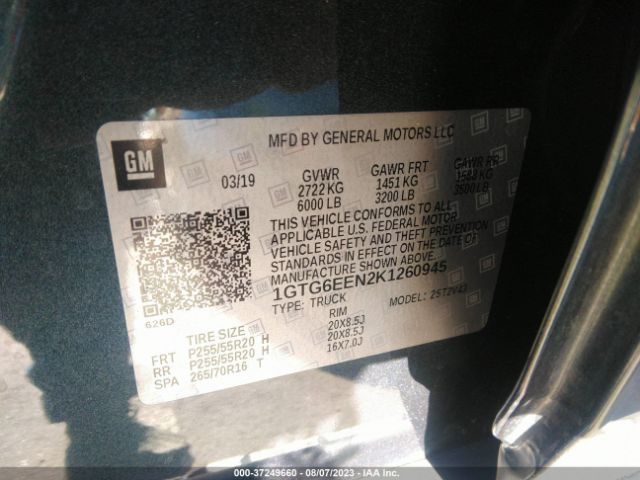 GM
MFD BY GENERAL MOTORS LLC
03/19
GVWR GAWR FRT GAWR RR
2722 KG 1451 KG 1588 KG
6000 LB 3200 LB 3500 LB
THIS VEHICLE CONFORMS TO ALL
APPLICABLE U.S. FEDERAL MOTOR
VEHICLE SAFETY AND THEFT PREVENTION
STANDARDS IN EFFECT ON THE DATE OF
MANUFACTURE SHOWN ABOVE.
1GTG6EEN2K1260945
TYPE: TRUCK MODEL: 25T2V43
626D
TIRE SIZE RIM
FRT P255/55R20 H 20X8.5J
RR P255/55R20 H 20X8.5J
SPA 265/70R16 T 16X7.0J
000-37249660 - 08/07/2023 - IAA Inc.